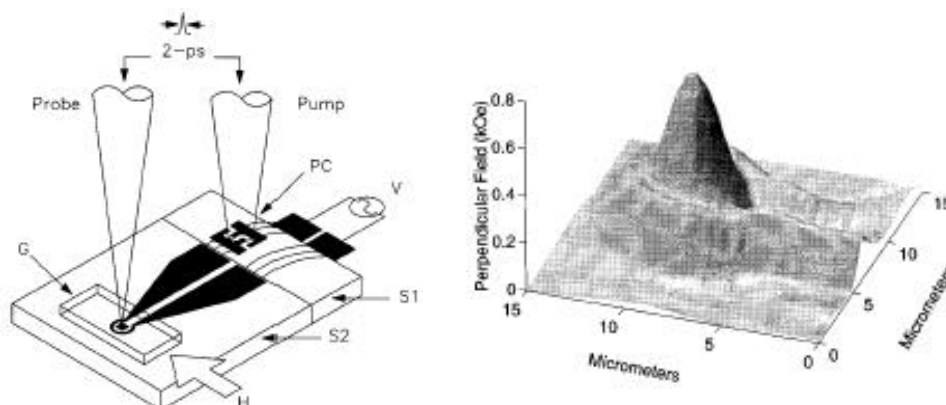 2-ps
Probe
Pump
PC
V
G
S1
S2
H
Perpendicular Field (kOe)
0.8
0.6
0.4
0.2
0
15
10
5
0
Micrometers
0
5
10
15
Micrometers